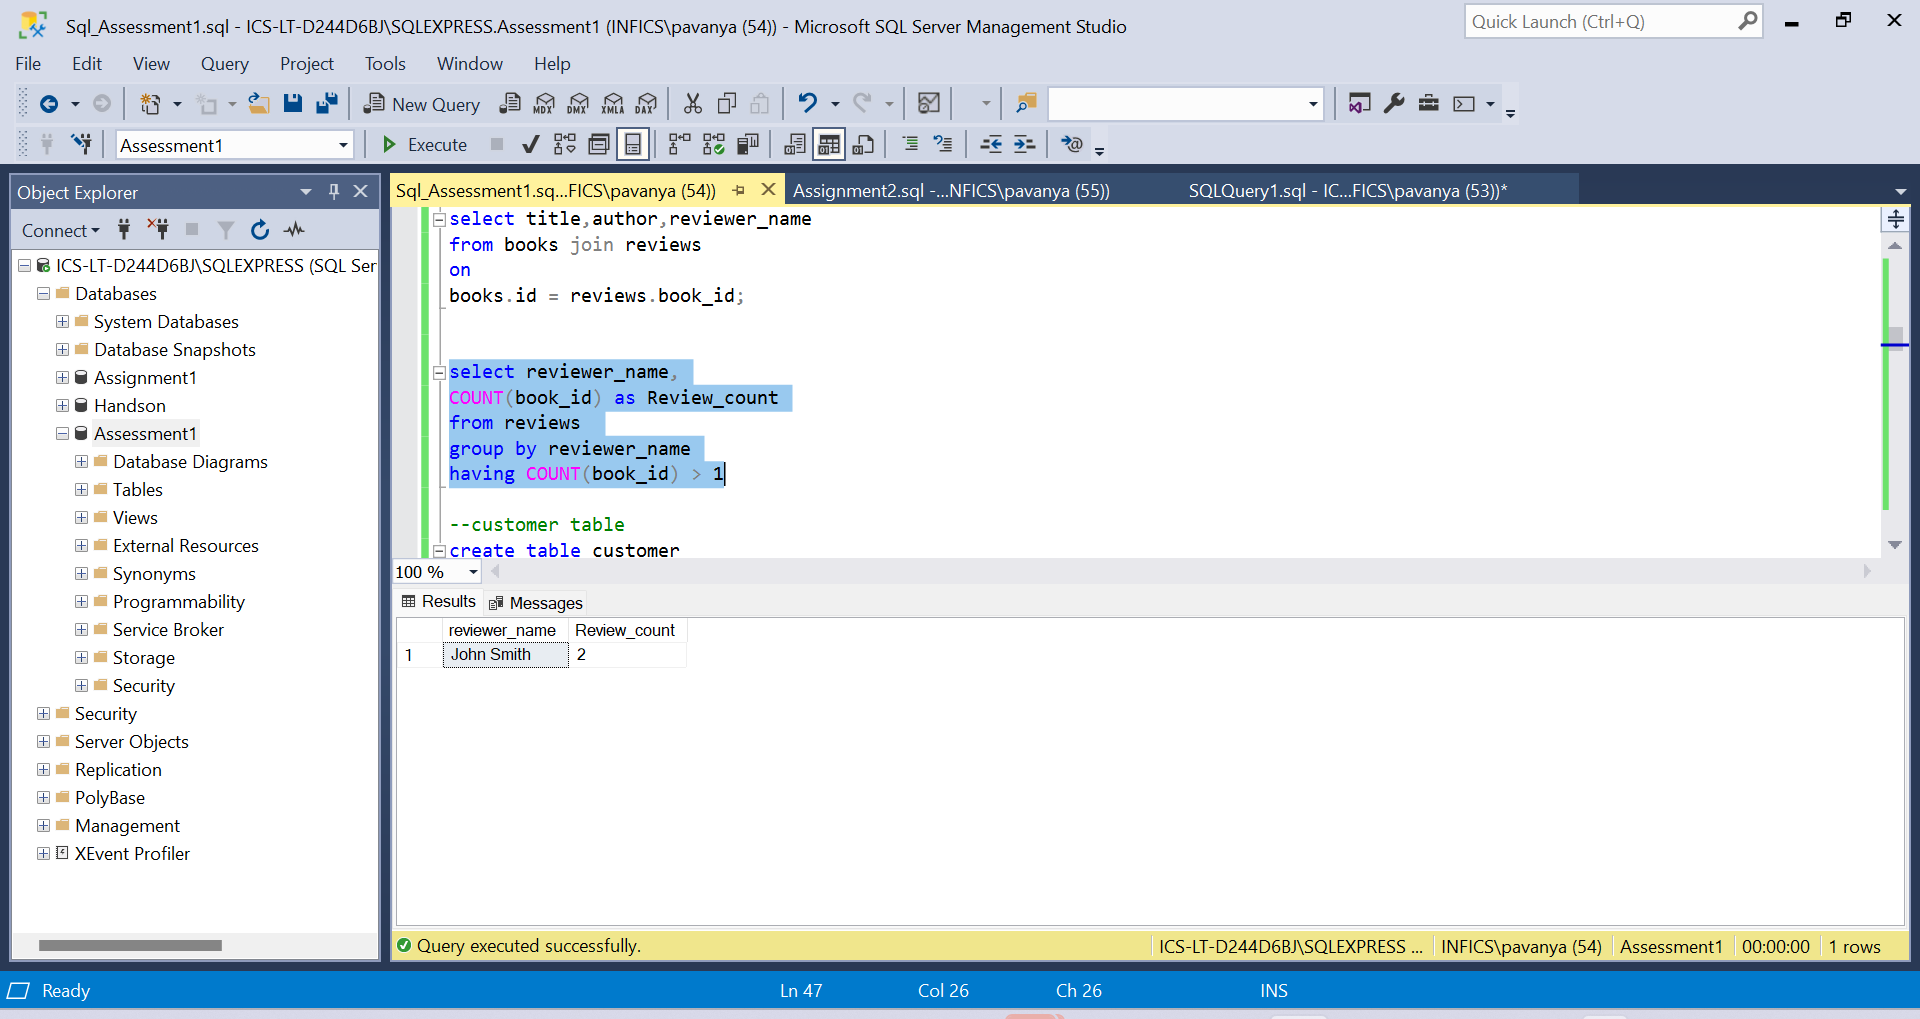 Sql_Assessment1.sql - ICS-LT-D244D6BJ\SQLEXPRESS.Assessment1 (INFICS\pavanya (54)) - Microsoft SQL Server Management Studio
Quick Launch (Ctrl+Q)
File Edit View Query Project Tools Window Help
New Query MDX DMX XMLA DAX
Assessment1 Execute
Object Explorer
Connect
ICS-LT-D244D6BJ\SQLEXPRESS (SQL Ser
Databases
System Databases
Database Snapshots
Assignment1
Handson
Assessment1
Database Diagrams
Tables
Views
External Resources
Synonyms
Programmability
Service Broker
Storage
Security
Security
Server Objects
Replication
PolyBase
Management
XEvent Profiler
Sql_Assessment1.sq...FICS\pavanya (54)) Assignment2.sql -...NFICS\pavanya (55)) SQLQuery1.sql - IC...FICS\pavanya (53))*
select title,author,reviewer_name
from books join reviews
on
books.id = reviews.book_id;
select reviewer_name,
COUNT(book_id) as Review_count
from reviews
group by reviewer_name
having COUNT(book_id) > 1
--customer table
create table customer
100 %
Results Messages
reviewer_name Review_count
1 John Smith 2
Query executed successfully. ICS-LT-D244D6BJ\SQLEXPRESS ... INFICS\pavanya (54) Assessment1 00:00:00 1 rows
Ready Ln 47 Col 26 Ch 26 INS